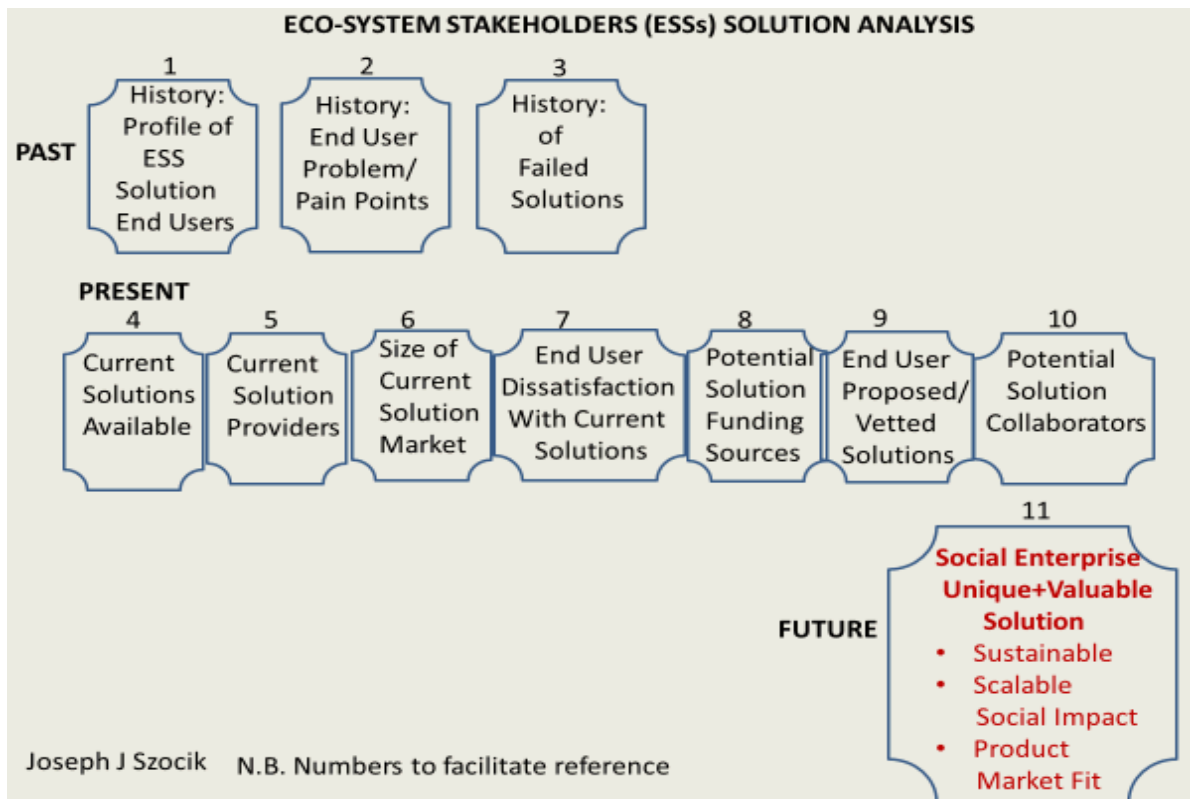 ECO-SYSTEM STAKEHOLDERS (ESSs) SOLUTION ANALYSIS
PAST
1
History:
Profile of
ESS
Solution
End Users
2
History:
End User
Problem/
Pain Points
3
History:
of
Failed
Solutions
PRESENT
4
Current
Solutions
Available
5
Current
Solution
Providers
6
Size of
Current
Solution
Market
7
End User
Dissatisfaction
With Current
Solutions
8
Potential
Solution
Funding
Sources
9
End User
Proposed/
Vetted
Solutions
10
Potential
Solution
Collaborators
FUTURE
11
Social Enterprise
Unique+Valuable
Solution
• Sustainable
• Scalable
Social Impact
• Product
Market Fit
Joseph J Szocik
N.B. Numbers to facilitate reference